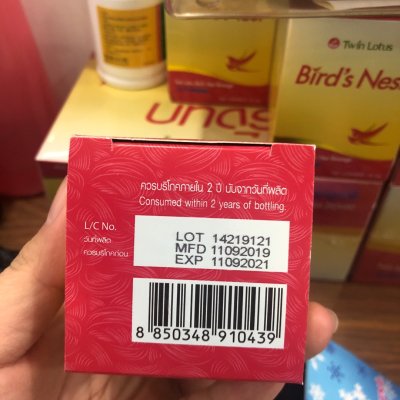 Twin Lotus
Bird's Nest
ควรบริโภคภายใน 2 ปี นับจากวันที่ผลิต
Consumed within 2 years of bottling.
L/C No.
วันที่ผลิต
ควรบริโภคก่อน
LOT 14219121
MFD 11092019
EXP 11092021
8 850348 910439